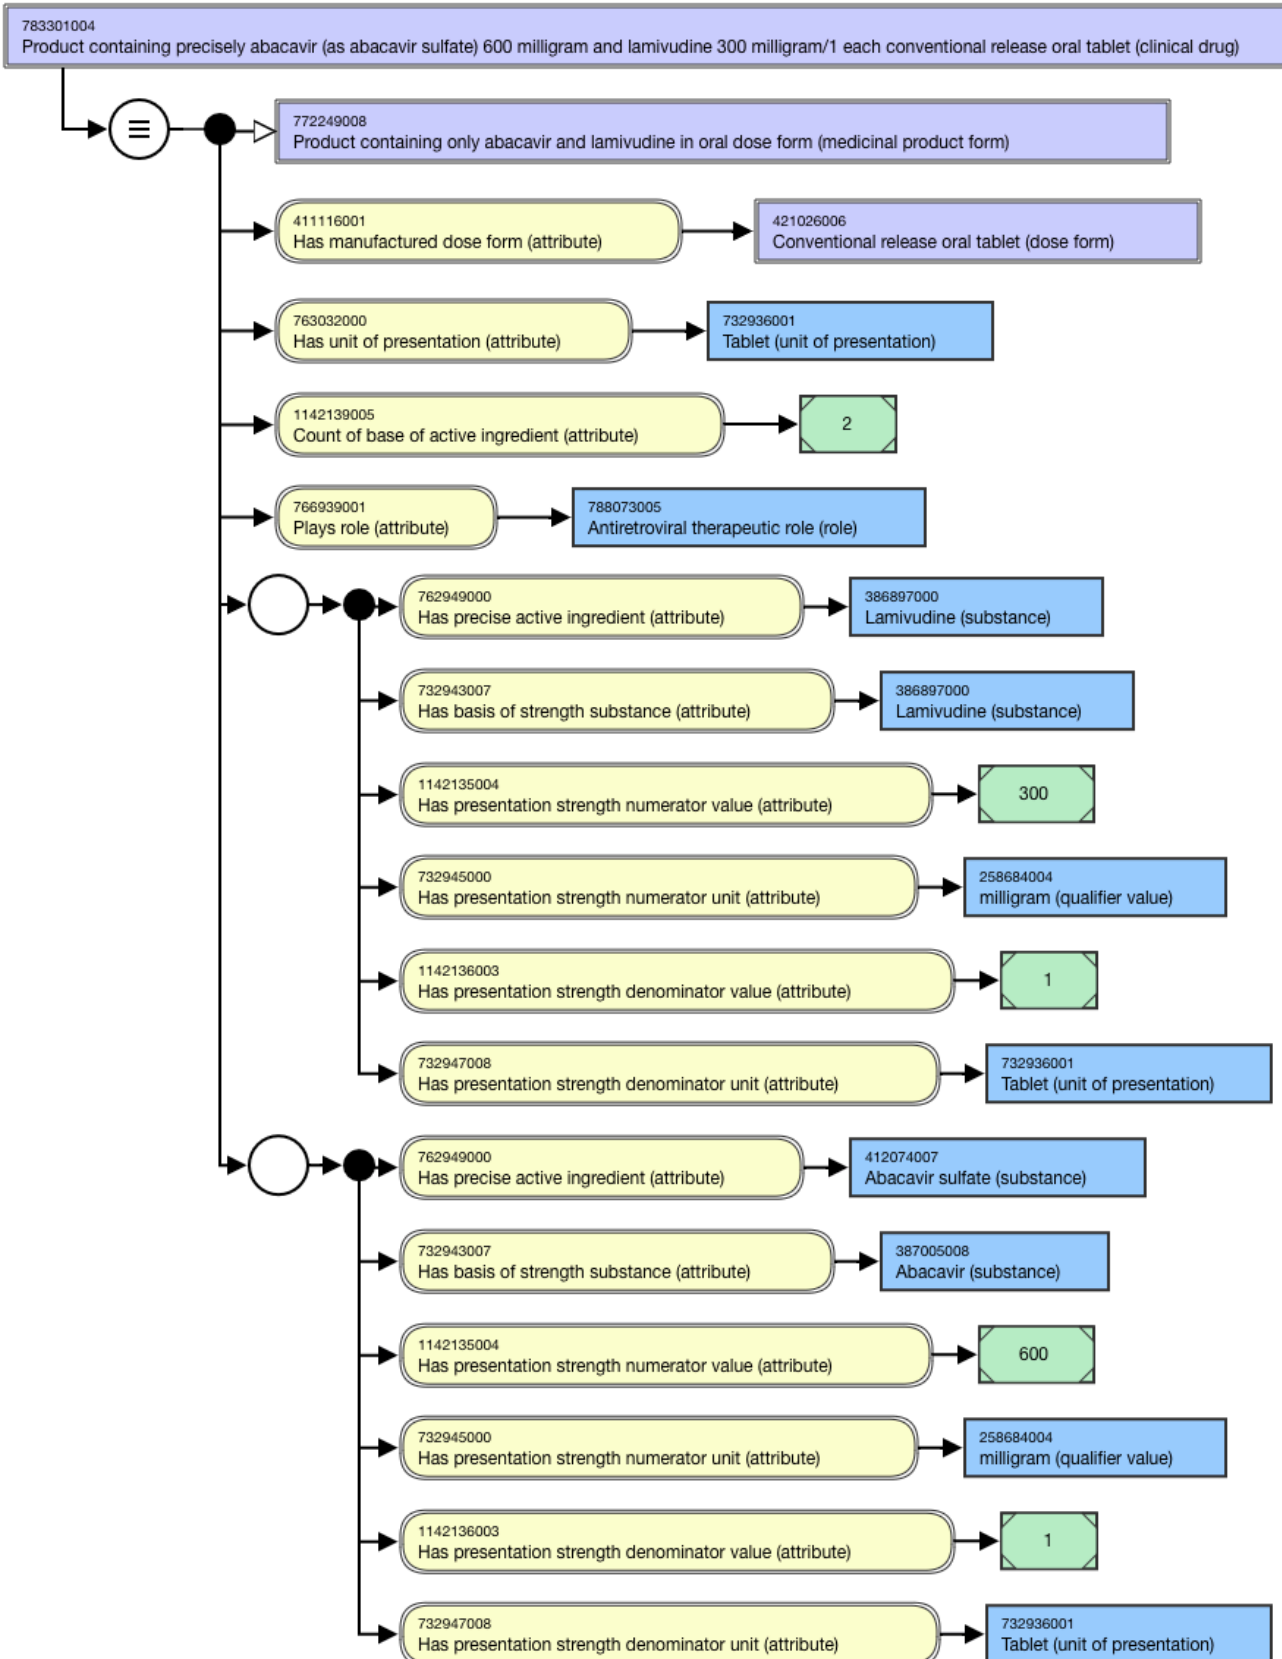 783301004
Product containing precisely abacavir (as abacavir sulfate) 600 milligram and lamivudine 300 milligram/1 each conventional release oral tablet (clinical drug)
772249008
Product containing only abacavir and lamivudine in oral dose form (medicinal product form)
411116001
Has manufactured dose form (attribute)
421026006
Conventional release oral tablet (dose form)
763032000
Has unit of presentation (attribute)
732936001
Tablet (unit of presentation)
1142139005
Count of base of active ingredient (attribute)
2
766939001
Plays role (attribute)
788073005
Antiretroviral therapeutic role (role)
762949000
Has precise active ingredient (attribute)
386897000
Lamivudine (substance)
732943007
Has basis of strength substance (attribute)
386897000
Lamivudine (substance)
1142135004
Has presentation strength numerator value (attribute)
300
732945000
Has presentation strength numerator unit (attribute)
258684004
milligram (qualifier value)
1142136003
Has presentation strength denominator value (attribute)
1
732947008
Has presentation strength denominator unit (attribute)
732936001
Tablet (unit of presentation)
762949000
Has precise active ingredient (attribute)
412074007
Abacavir sulfate (substance)
732943007
Has basis of strength substance (attribute)
387005008
Abacavir (substance)
1142135004
Has presentation strength numerator value (attribute)
600
732945000
Has presentation strength numerator unit (attribute)
258684004
milligram (qualifier value)
1142136003
Has presentation strength denominator value (attribute)
1
732947008
Has presentation strength denominator unit (attribute)
732936001
Tablet (unit of presentation)